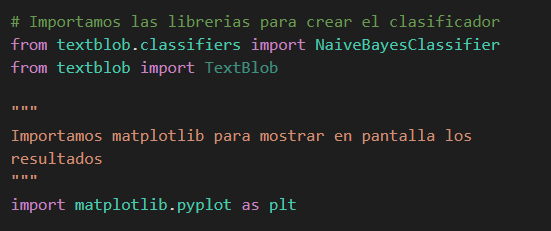 # Importamos las librerias para crear el clasificador
from textblob.classifiers import NaiveBayesClassifier
from textblob import TextBlob
"""
Importamos matplotlib para mostrar en pantalla los
resultados
"""
import matplotlib.pyplot as plt